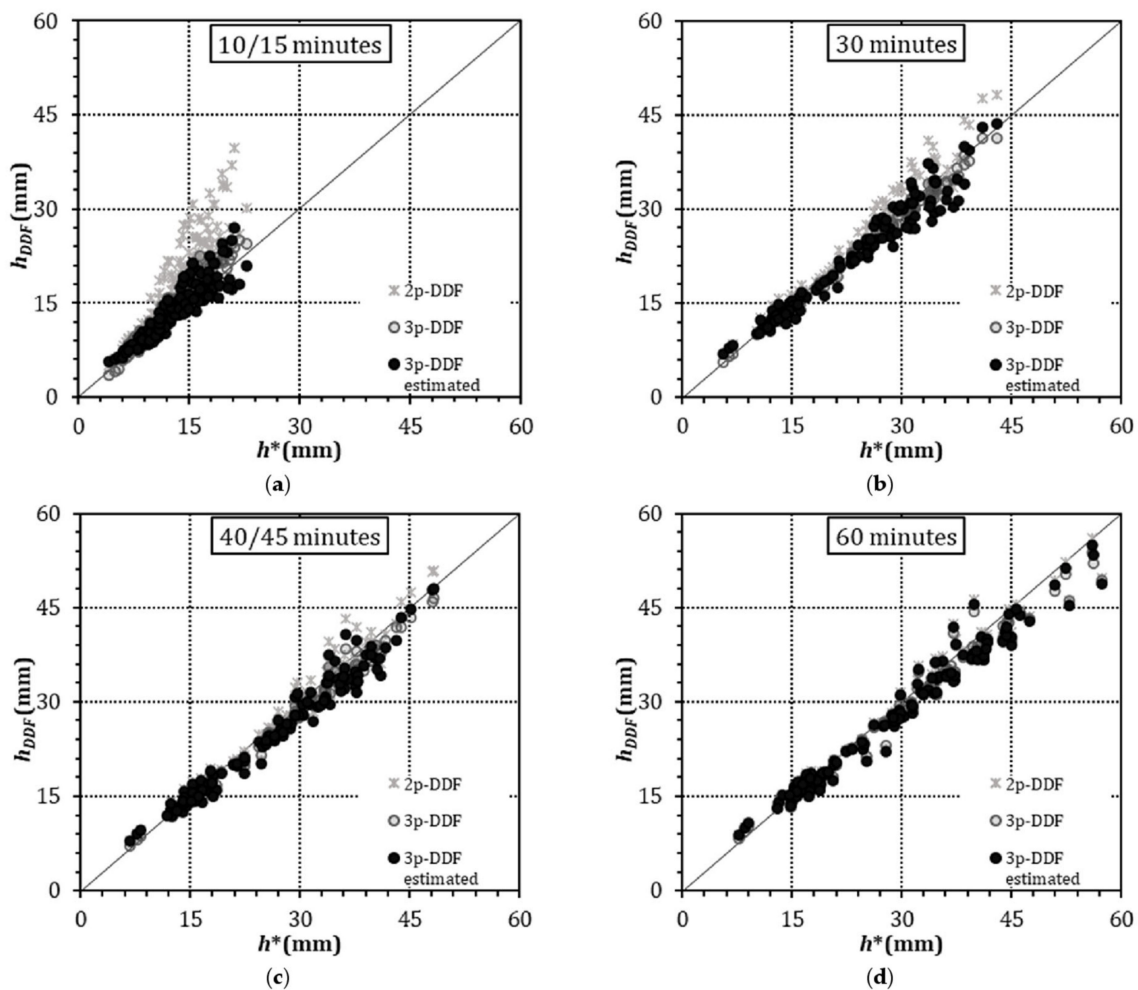 10/15 minutes
60
45
30
15
0
h_DDF (mm)
2p-DDF
3p-DDF
3p-DDF
estimated
0 15 30 45 60
h* (mm)
(a)
30 minutes
60
45
30
15
0
h_DDF (mm)
2p-DDF
3p-DDF
3p-DDF
estimated
0 15 30 45 60
h* (mm)
(b)
40/45 minutes
60
45
30
15
0
h_DDF (mm)
2p-DDF
3p-DDF
3p-DDF
estimated
0 15 30 45 60
h* (mm)
(c)
60 minutes
60
45
30
15
0
h_DDF (mm)
2p-DDF
3p-DDF
3p-DDF
estimated
0 15 30 45 60
h* (mm)
(d)